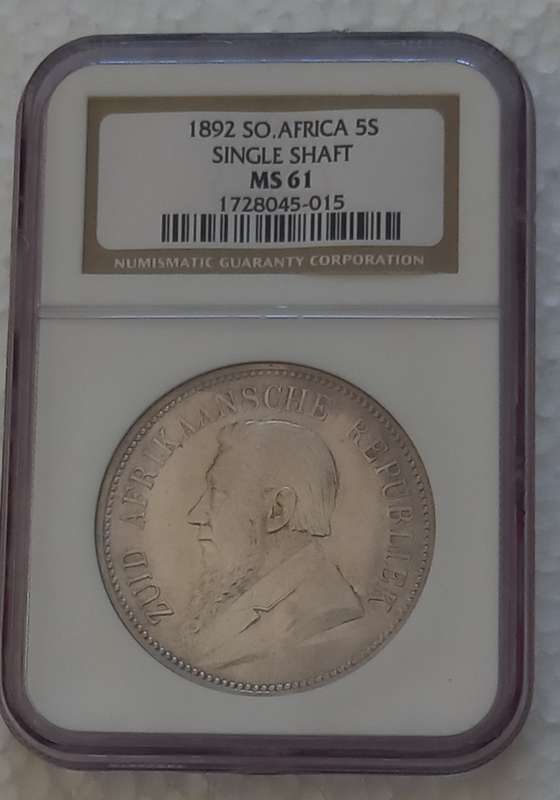 1892 SO.AFRICA 5S
SINGLE SHAFT
MS 61
1728045-015
NUMISMATIC GUARANTY CORPORATION
ZUID AFRIKAANSCHE REPUBLIEK